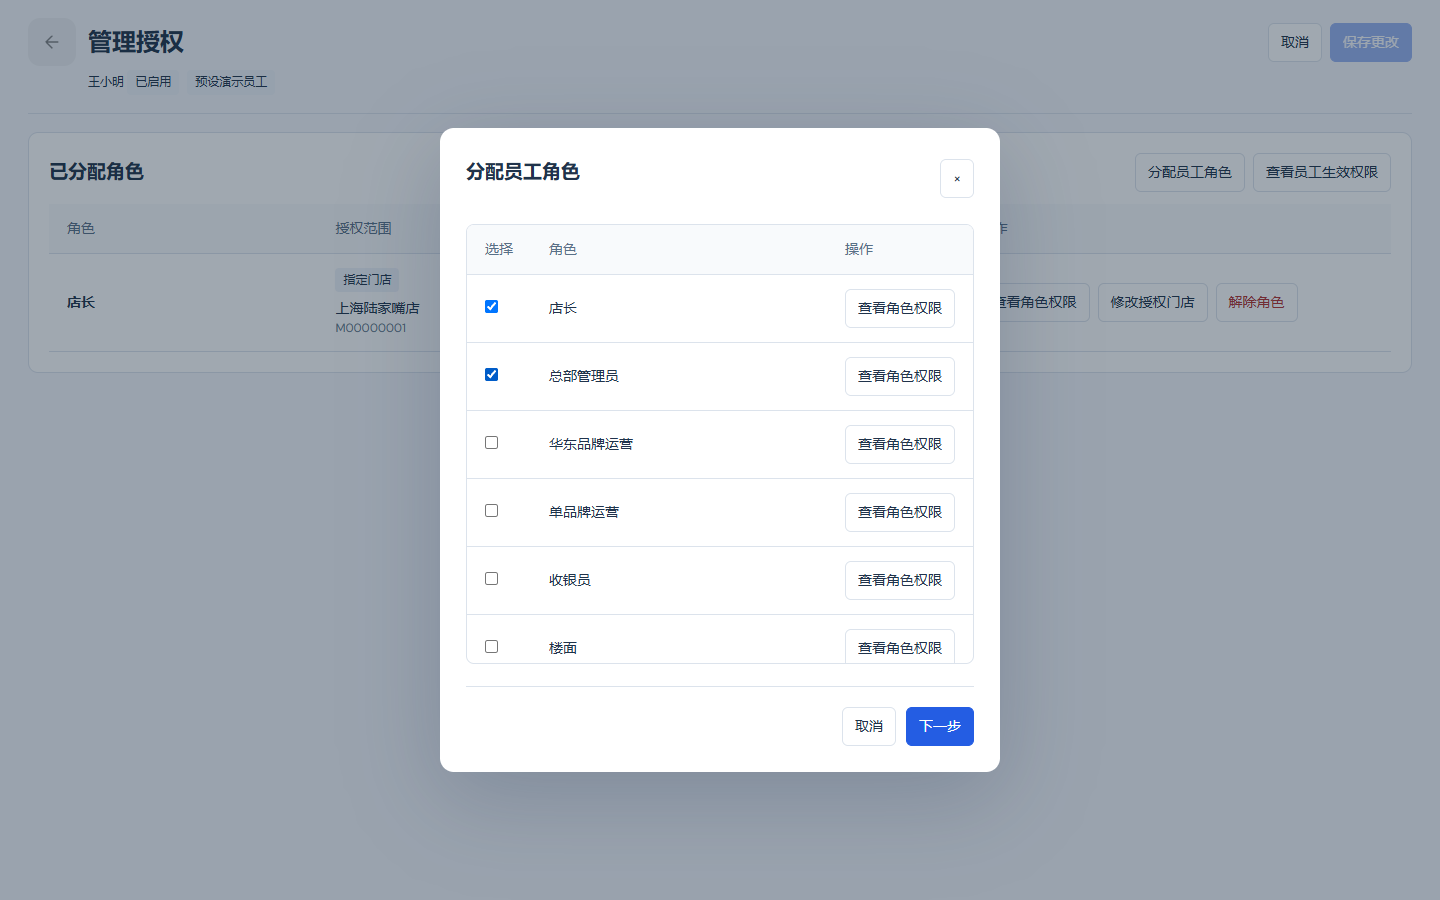 管理授权
取消
保存更改
王小明 已启用 预设演示员工
已分配角色
分配员工角色
查看员工生效权限
角色
授权范围
店长
指定门店
上海陆家嘴店
M00000001
查看角色权限
修改授权门店
解除角色
分配员工角色
×
选择 角色 操作
店长 查看角色权限
总部管理员 查看角色权限
华东品牌运营 查看角色权限
单品牌运营 查看角色权限
收银员 查看角色权限
楼面 查看角色权限
取消 下一步